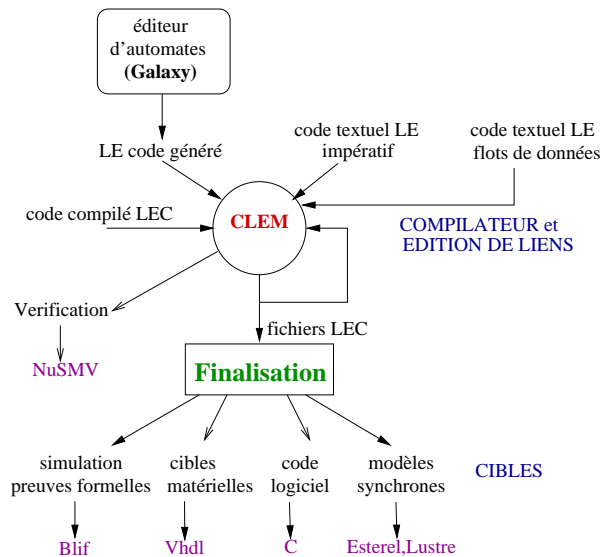 éditeur
d'automates
(Galaxy)
LE code généré
code textuel LE
impératif
code textuel LE
flots de données
code compilé LEC
CLEM
COMPILATEUR et
EDITION DE LIENS
Verification
fichiers LEC
NuSMV
Finalisation
simulation
preuves formelles
cibles
matérielles
code
logiciel
modèles
synchrones
CIBLES
Blif
Vhdl
C
Esterel,Lustre